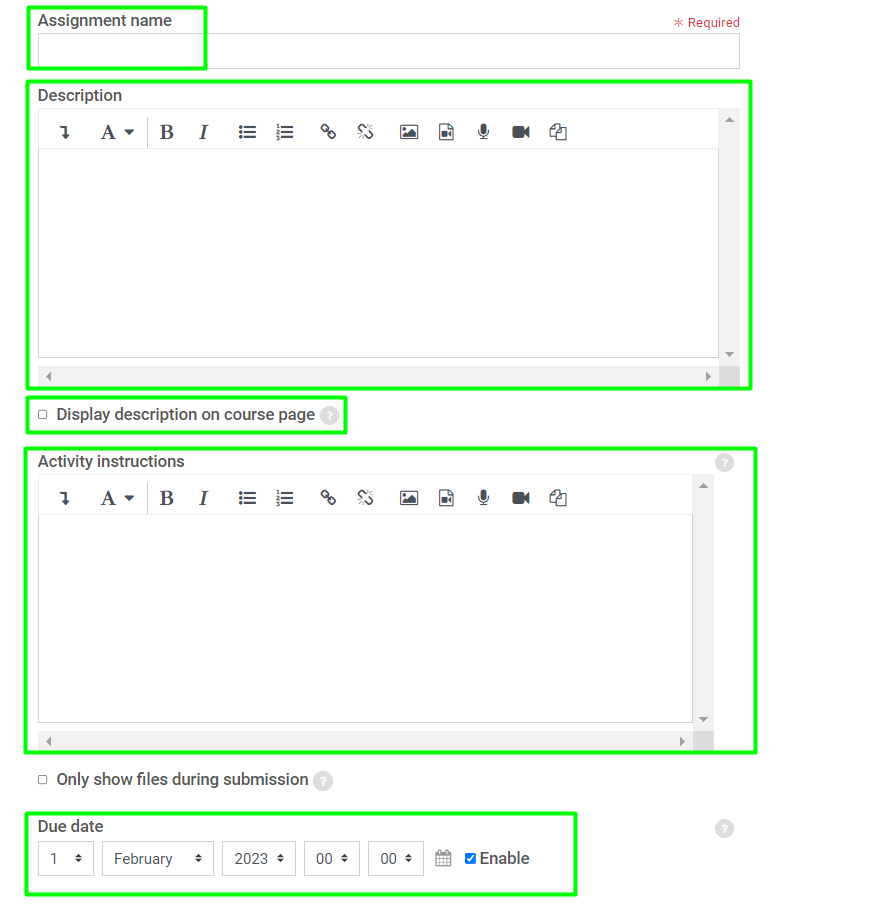 Assignment name
Required
Description
A B I
Display description on course page ?
Activity instructions ?
A B I
Only show files during submission ?
Due date ?
1 February 2023 00 00 Enable